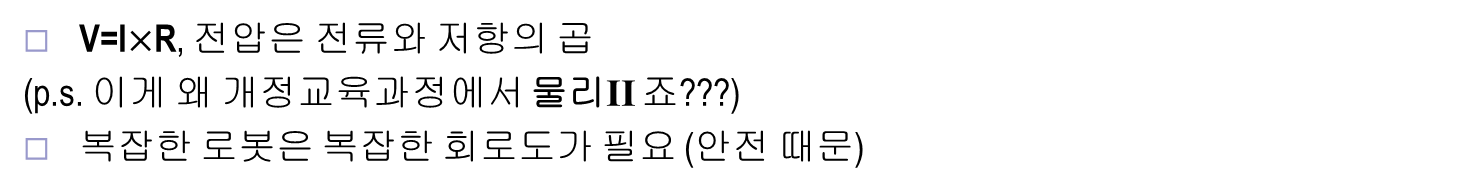 □ V=I×R, 전압은 전류와 저항의 곱
(p.s. 이게 왜 개정교육과정에서 물리II 죠???)
□ 복잡한 로봇은 복잡한 회로도가 필요 (안전 때문)